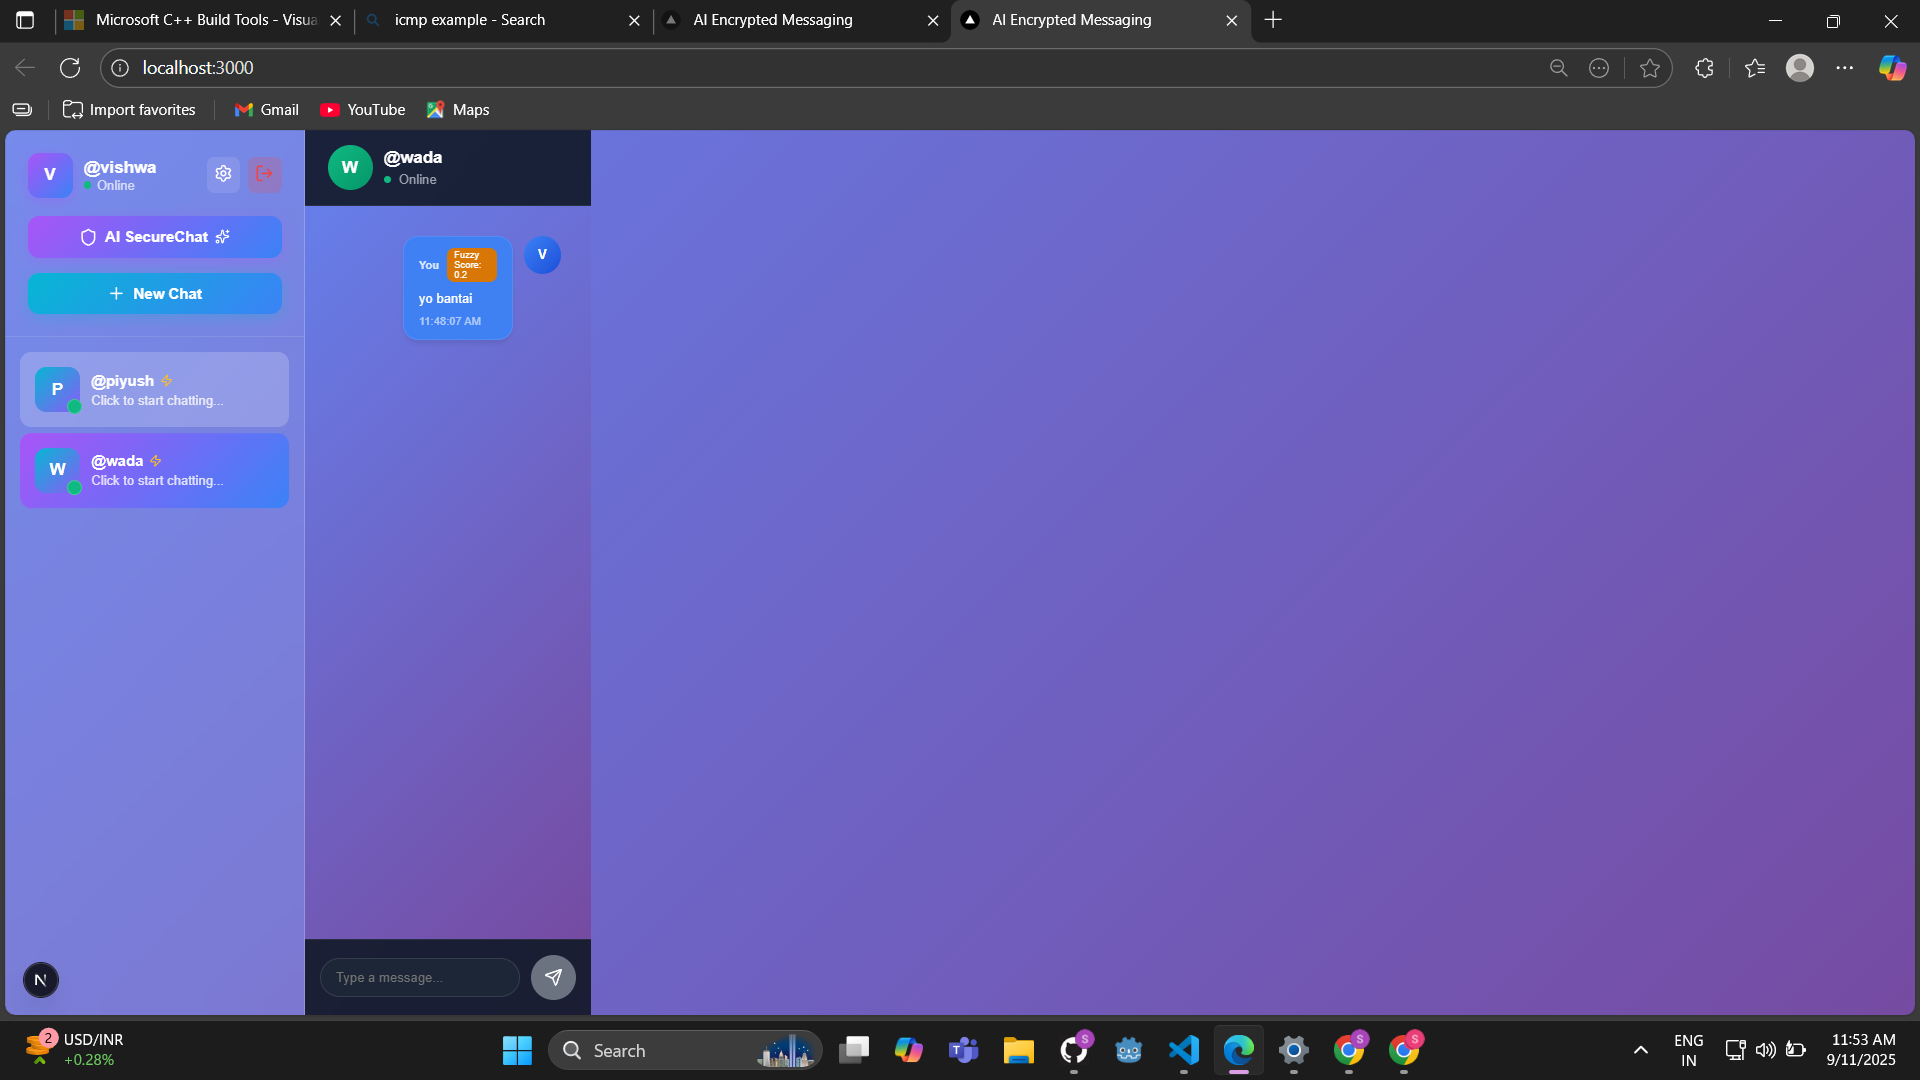 Microsoft C++ Build Tools - Visua
icmp example - Search
AI Encrypted Messaging
AI Encrypted Messaging
localhost:3000
Import favorites
Gmail
YouTube
Maps
V
@vishwa
Online
AI SecureChat
New Chat
P
@piyush
Click to start chatting...
W
@wada
Click to start chatting...
N
W
@wada
Online
You
Fuzzy
Score:
0.2
yo bantai
11:48:07 AM
V
Type a message...
2
USD/INR
+0.28%
Search
T
S
S
S
ENG
IN
11:53 AM
9/11/2025